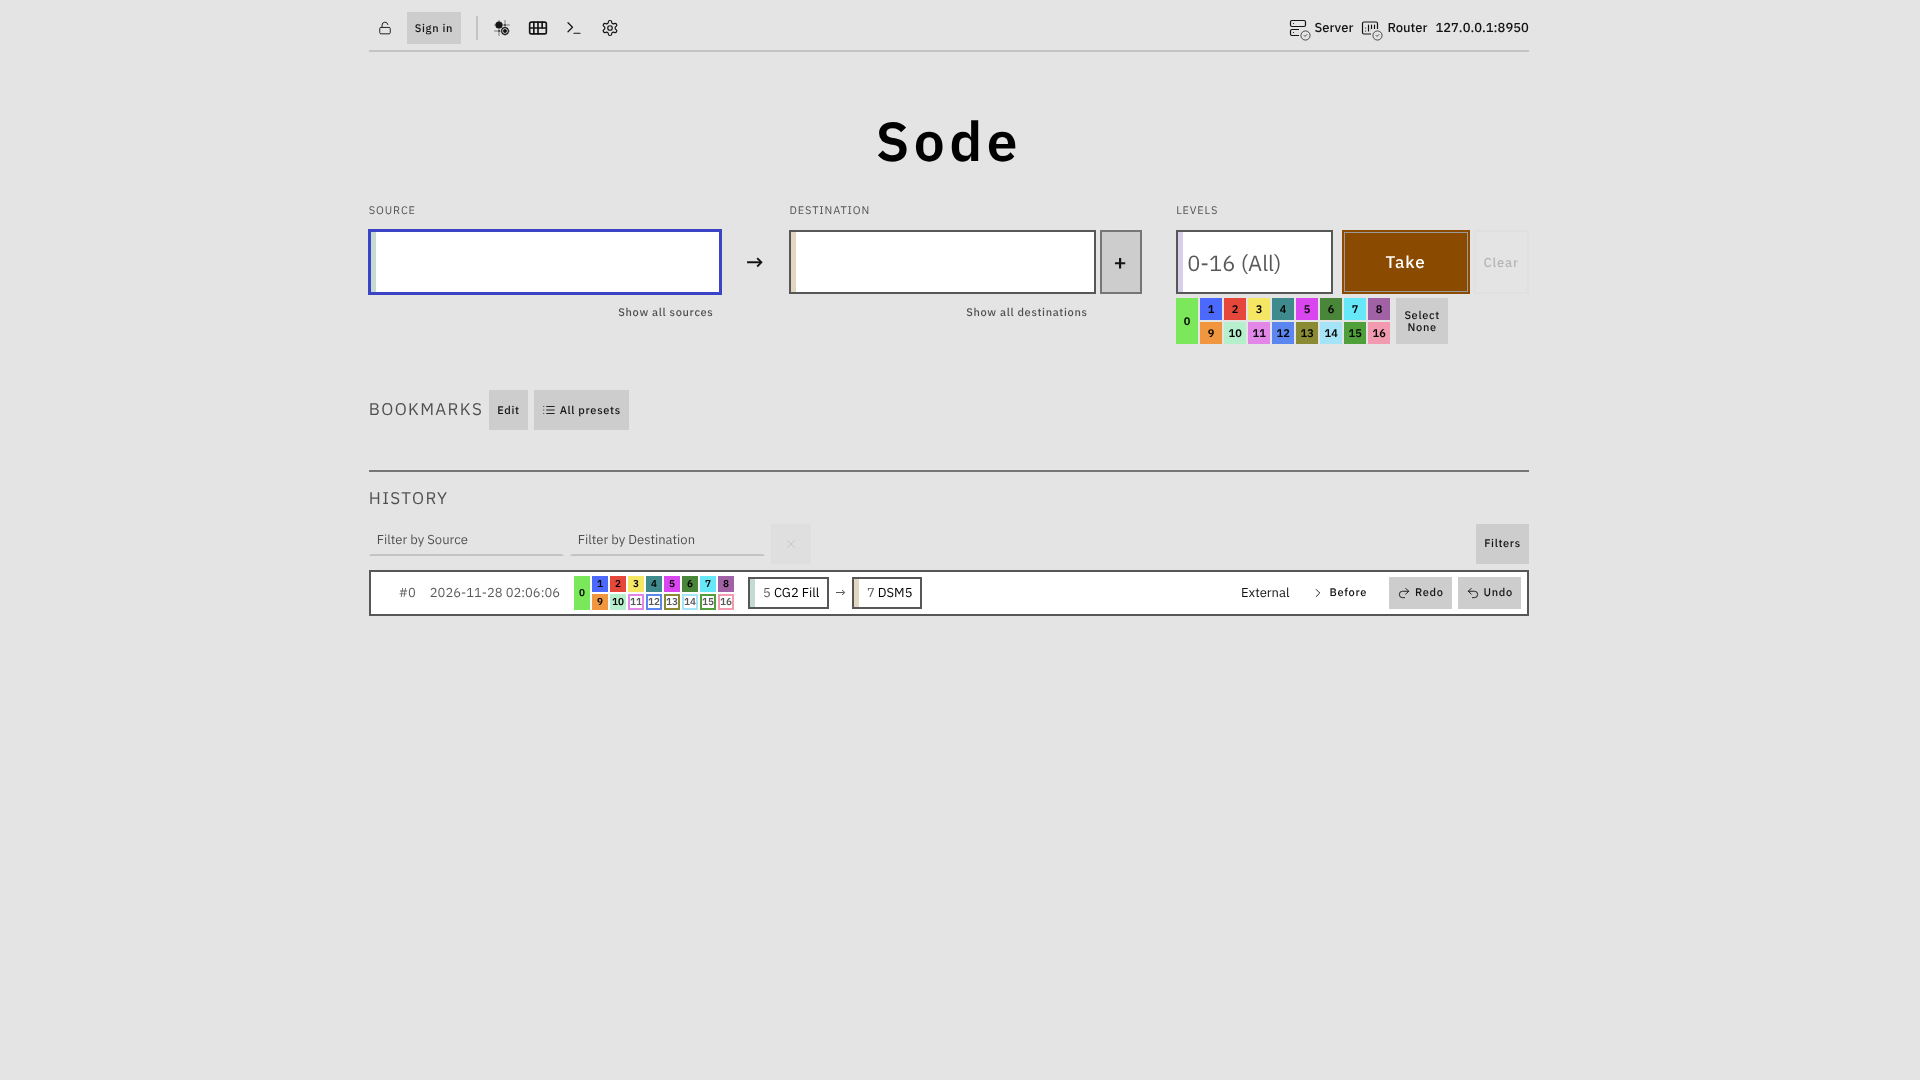 Sign in
Server Router 127.0.0.1:8950
Sode
SOURCE
DESTINATION
LEVELS
→
+
0-16 (All)
Take
Clear
Show all sources
Show all destinations
0 1 2 3 4 5 6 7 8
9 10 11 12 13 14 15 16
Select
None
BOOKMARKS Edit All presets
HISTORY
Filter by Source Filter by Destination × Filters
#0 2026-11-28 02:06:06 0 1 2 3 4 5 6 7 8
9 10 11 12 13 14 15 16
5 CG2 Fill → 7 DSM5 External > Before Redo Undo